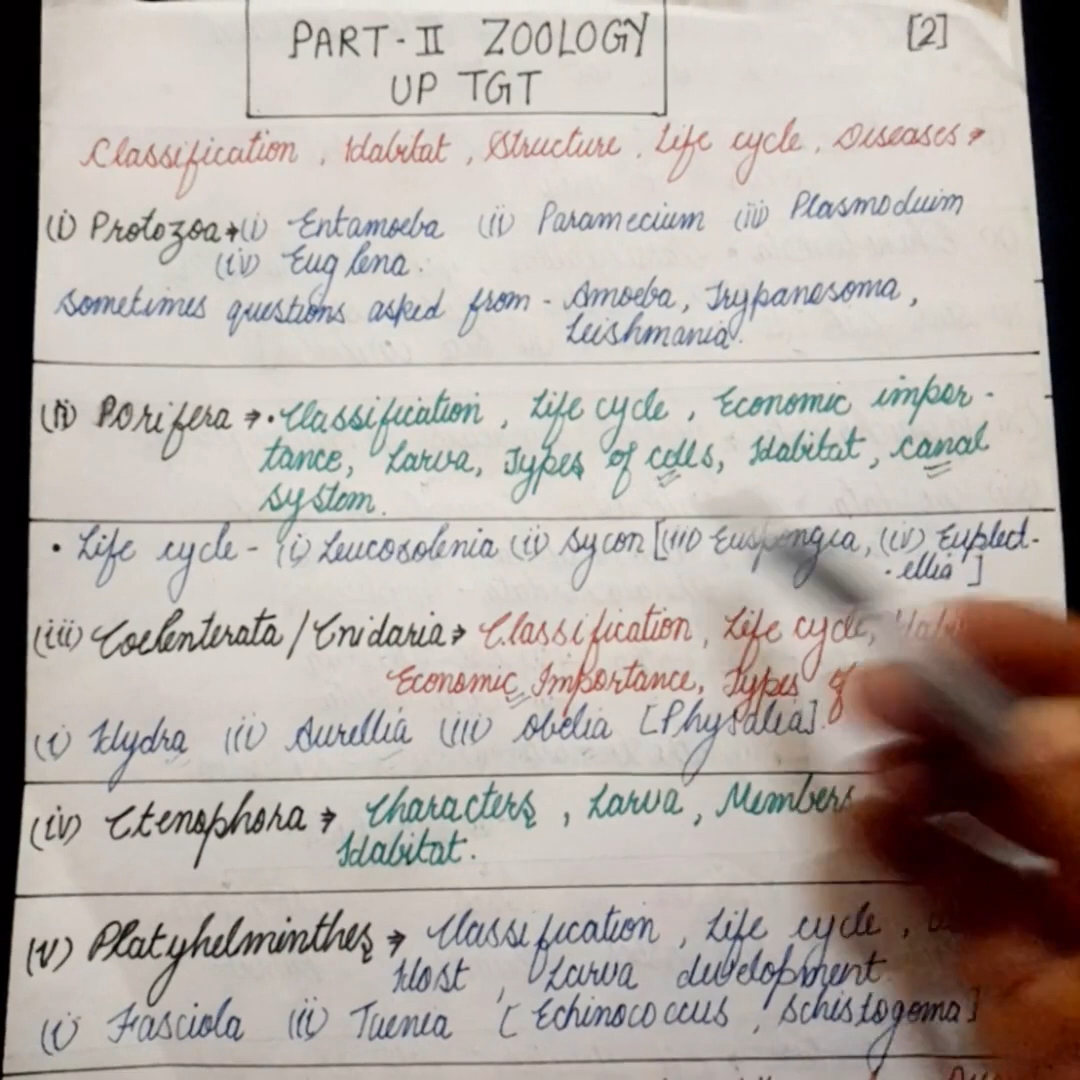 PART-II ZOOLOGY [2]
UP TGT
Classification, Habitat, Structure, Life cycle, Diseases →
(i) Protozoa → (i) Entamoeba (ii) Paramecium (iii) Plasmoduim
(iv) Euglena.
Sometimes questions asked from - Amoeba, Trypanosoma,
Leishmania.
(ii) Porifera → • Classification, Life cycle, Economic impor-
tance, Larva, Types of cells, Habitat, canal
system.
• Life cycle - (i) Leucosolenia (ii) Sycon [(iii) Euspongia, (iv) Euplect-
-ellia]
(iii) Coelenterata / Cnidaria → Classification, Life cycle,
Economic Importance, Types of
(i) Hydra (ii) Aurellia (iii) Obelia [Physalia].
(iv) Ctenophora → Characters, Larva, Members
Habitat.
(v) Platyhelminthes → Classification, Life cycle,
Host, Larva development
(i) Fasciola (ii) Taenia [Echinococcus, Schistogoma]